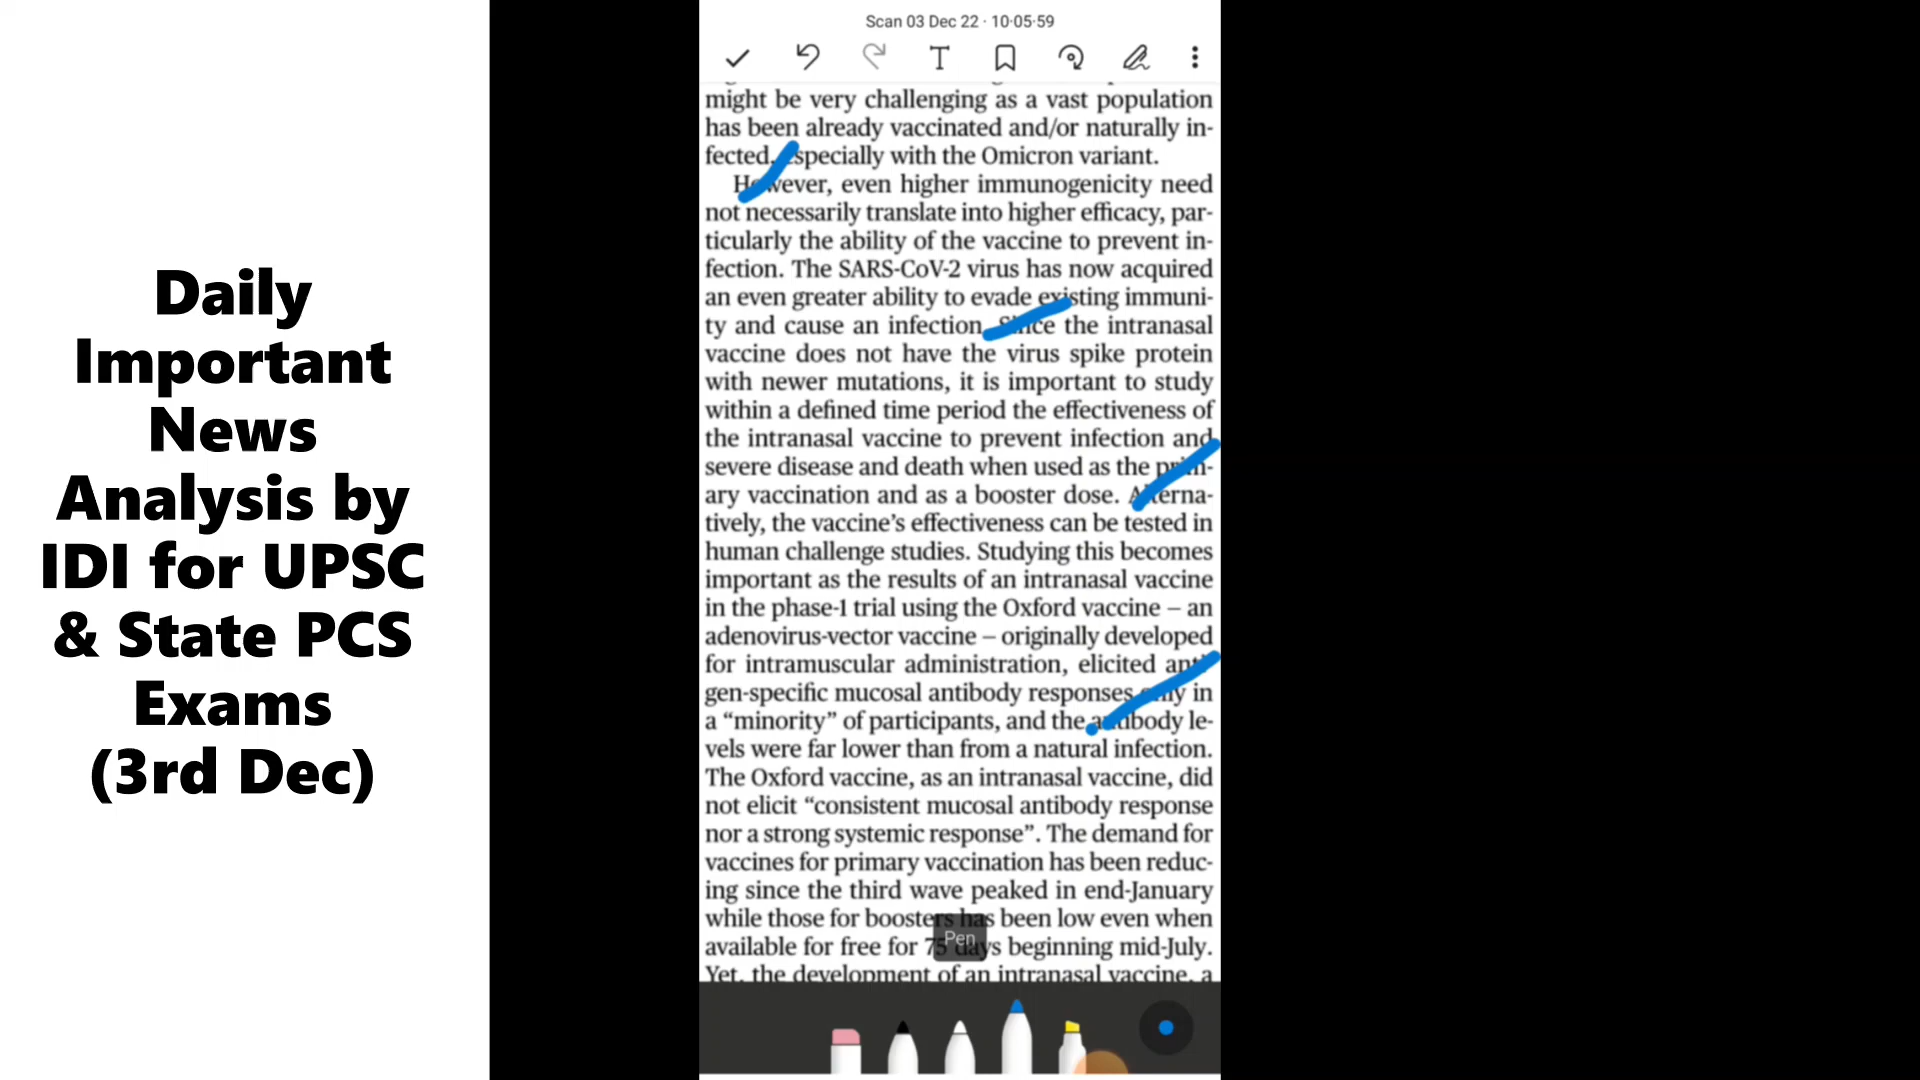 Daily
Important
News
Analysis by
IDI for UPSC
& State PCS
Exams
(3rd Dec)
Scan 03 Dec 22 · 10·05·59
might be very challenging as a vast population
has been already vaccinated and/or naturally in-
fected, especially with the Omicron variant.
However, even higher immunogenicity need
not necessarily translate into higher efficacy, par-
ticularly the ability of the vaccine to prevent in-
fection. The SARS-CoV-2 virus has now acquired
an even greater ability to evade existing immuni-
ty and cause an infection. Since the intranasal
vaccine does not have the virus spike protein
with newer mutations, it is important to study
within a defined time period the effectiveness of
the intranasal vaccine to prevent infection and
severe disease and death when used as the prim-
ary vaccination and as a booster dose. Alterna-
tively, the vaccine’s effectiveness can be tested in
human challenge studies. Studying this becomes
important as the results of an intranasal vaccine
in the phase-1 trial using the Oxford vaccine – an
adenovirus-vector vaccine – originally developed
for intramuscular administration, elicited anti-
gen-specific mucosal antibody responses only in
a “minority” of participants, and the antibody le-
vels were far lower than from a natural infection.
The Oxford vaccine, as an intranasal vaccine, did
not elicit “consistent mucosal antibody response
nor a strong systemic response”. The demand for
vaccines for primary vaccination has been reduc-
ing since the third wave peaked in end-January
while those for boosters has been low even when
available for free for 75 days beginning mid-July.
Yet, the development of an intranasal vaccine, a
Pen